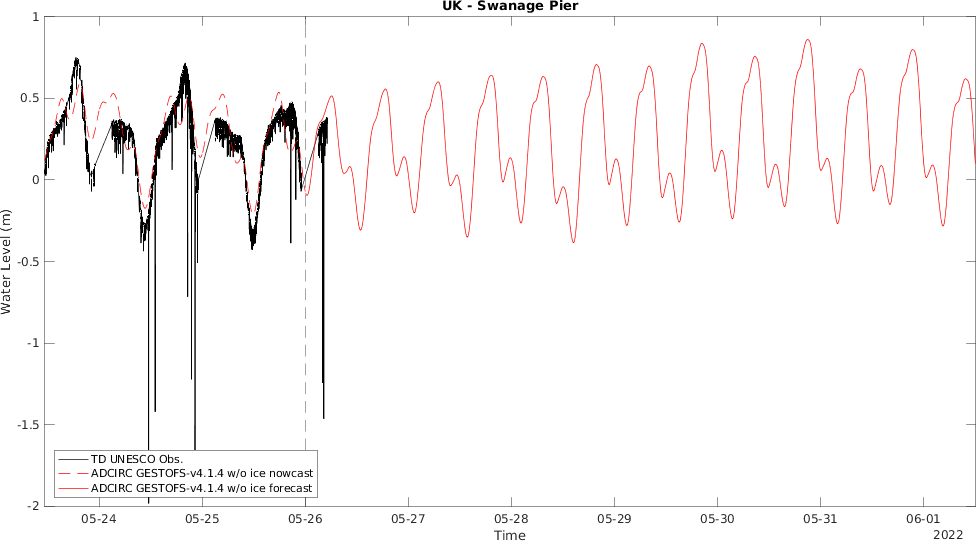 UK - Swanage Pier
1
0.5
0
-0.5
-1
-1.5
-2
Water Level (m)
TD UNESCO Obs.
ADCIRC GESTOFS-v4.1.4 w/o ice nowcast
ADCIRC GESTOFS-v4.1.4 w/o ice forecast
05-24
05-25
05-26
05-27
05-28
05-29
05-30
05-31
06-01
Time
2022